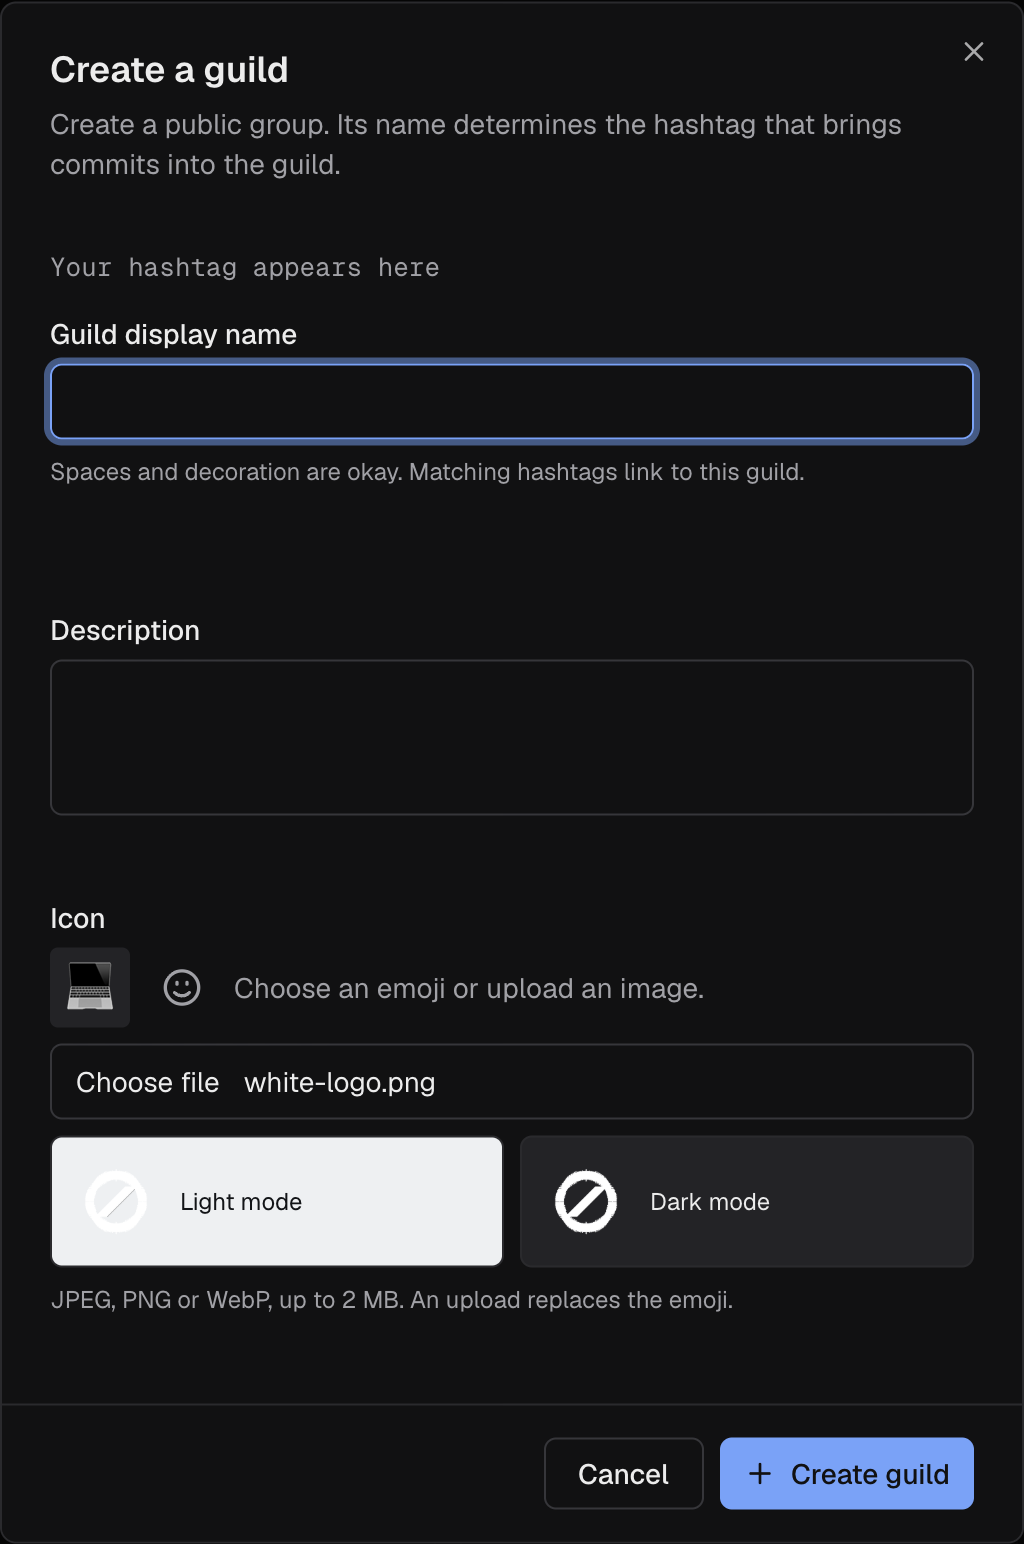 Create a guild
Create a public group. Its name determines the hashtag that brings
commits into the guild.
Your hashtag appears here
Guild display name
Spaces and decoration are okay. Matching hashtags link to this guild.
Description
Icon
Choose an emoji or upload an image.
Choose file white-logo.png
Light mode
Dark mode
JPEG, PNG or WebP, up to 2 MB. An upload replaces the emoji.
Cancel
+ Create guild